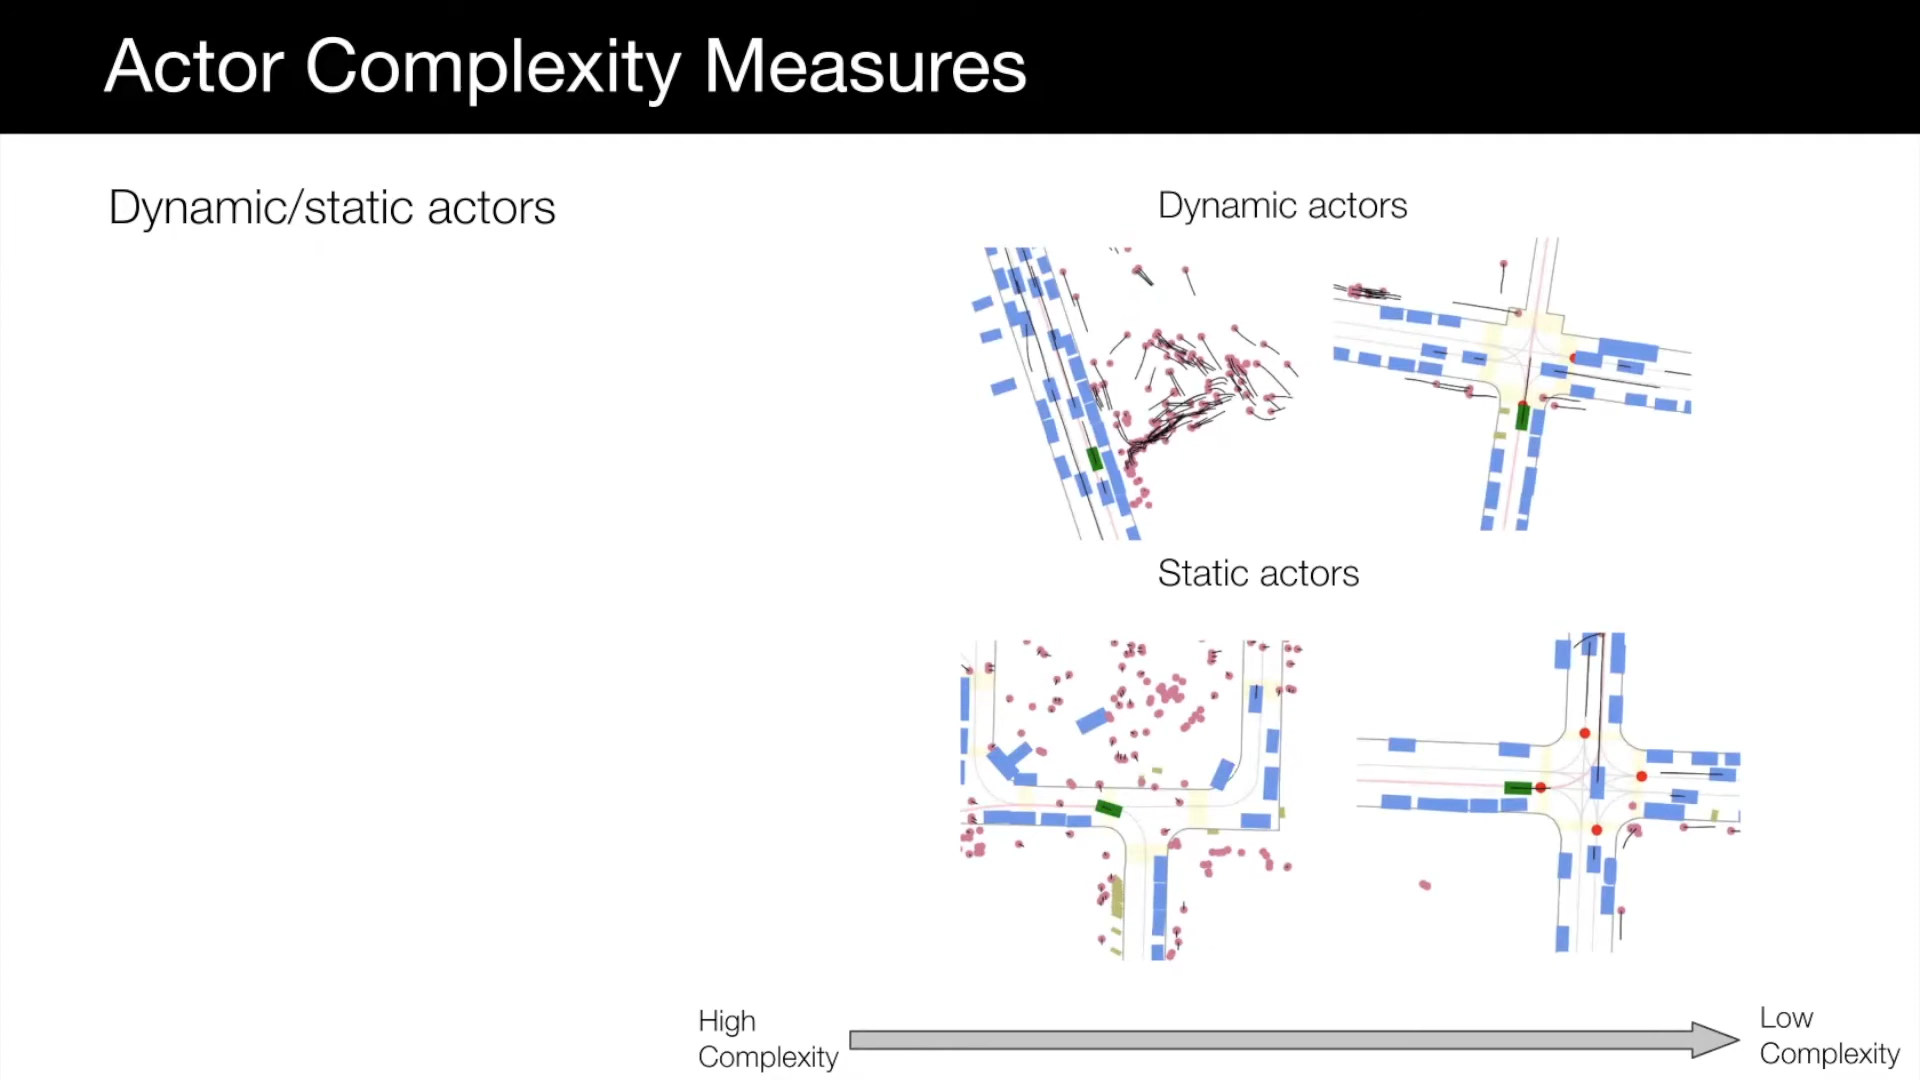 Actor Complexity Measures
Dynamic/static actors
Dynamic actors
Static actors
High
Complexity
Low
Complexity